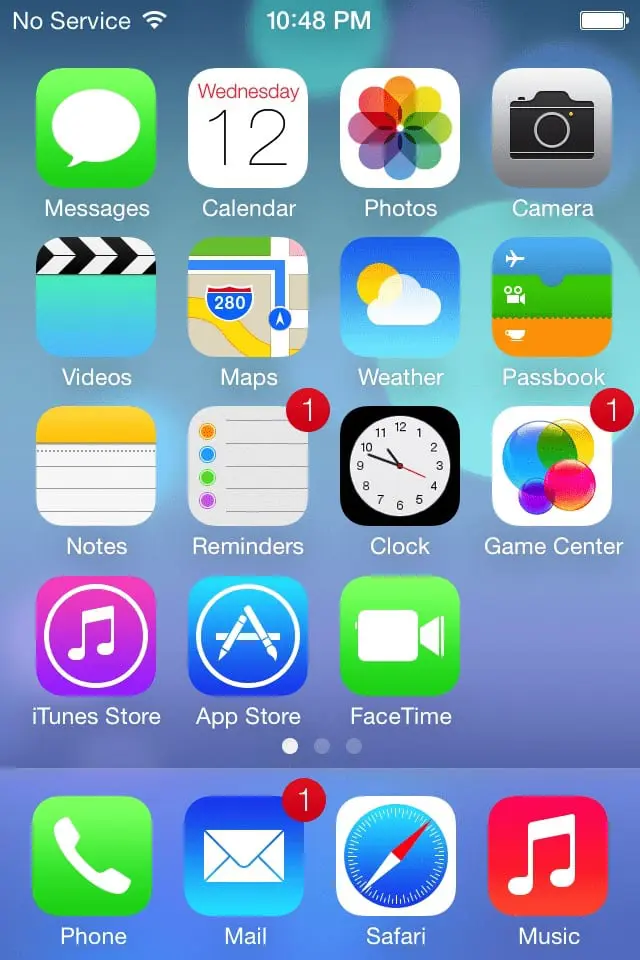 No Service 10:48 PM
Wednesday
12
Messages Calendar Photos Camera
280
Videos Maps Weather Passbook
1 1
12
11 1
10 2
9 3
8 4
7 5
6
Notes Reminders Clock Game Center
iTunes Store App Store FaceTime
1
Phone Mail Safari Music